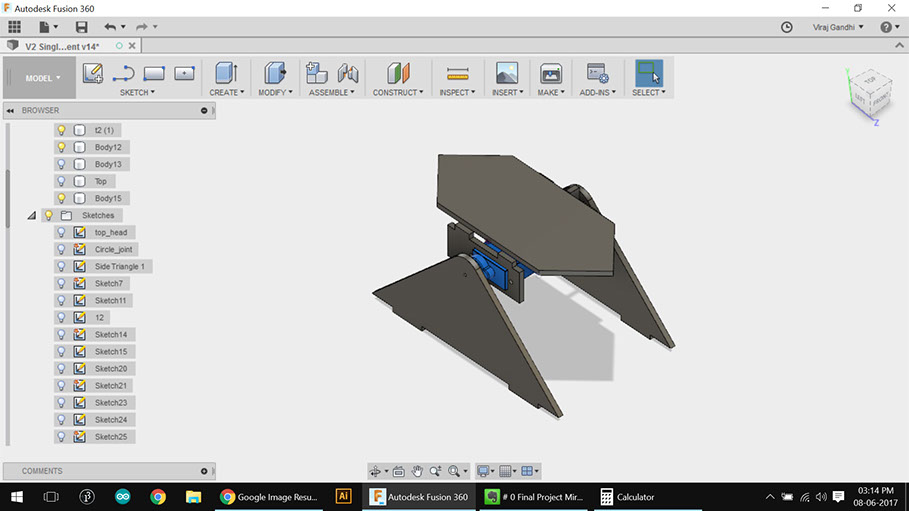 Autodesk Fusion 360
Viraj Gandhi
V2 Singl...ent v14*
MODEL
SKETCH
CREATE
MODIFY
ASSEMBLE
CONSTRUCT
INSPECT
INSERT
MAKE
ADD-INS
SELECT
BROWSER
TOP
LEFT
FRONT
Z
t2 (1)
Body12
Body13
Top
Body15
Sketches
top_head
Circle_joint
Side Triangle 1
Sketch7
Sketch11
12
Sketch14
Sketch15
Sketch20
Sketch21
Sketch23
Sketch24
Sketch25
COMMENTS
Google Image Resu...
Ai
Autodesk Fusion 360
# 0 Final Project Mir...
Calculator
03:14 PM
08-06-2017